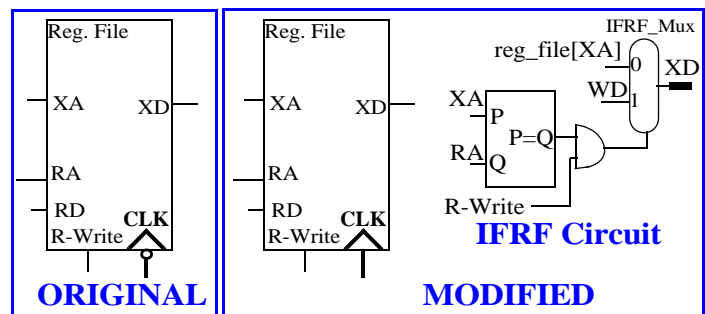 Reg. File
XA
XD
RA
RD
CLK
R-Write
ORIGINAL
Reg. File
XA
XD
RA
RD
CLK
R-Write
IFRF_Mux
reg_file[XA]
0
XD
WD
1
XA
P
P=Q
RA
Q
R-Write
IFRF Circuit
MODIFIED